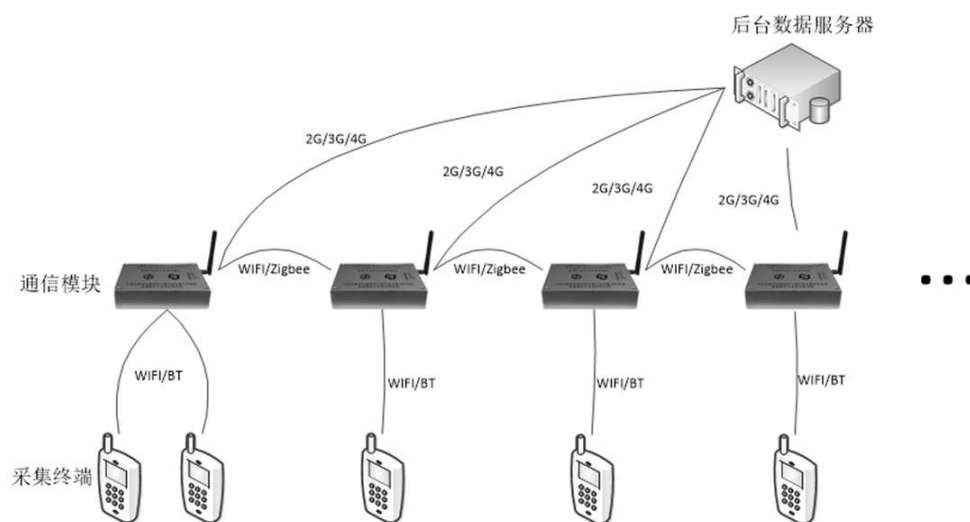 后台数据服务器
2G/3G/4G
2G/3G/4G
2G/3G/4G
2G/3G/4G
通信模块
WIFI/Zigbee
WIFI/Zigbee
WIFI/Zigbee
WIFI/BT
WIFI/BT
WIFI/BT
WIFI/BT
采集终端